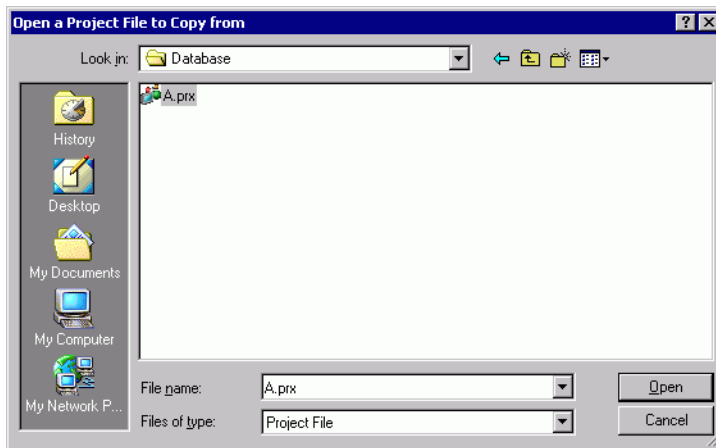 Open a Project File to Copy from
Look in: Database
A.prx
History
Desktop
My Documents
My Computer
My Network P...
File name: A.prx Open
Files of type: Project File Cancel